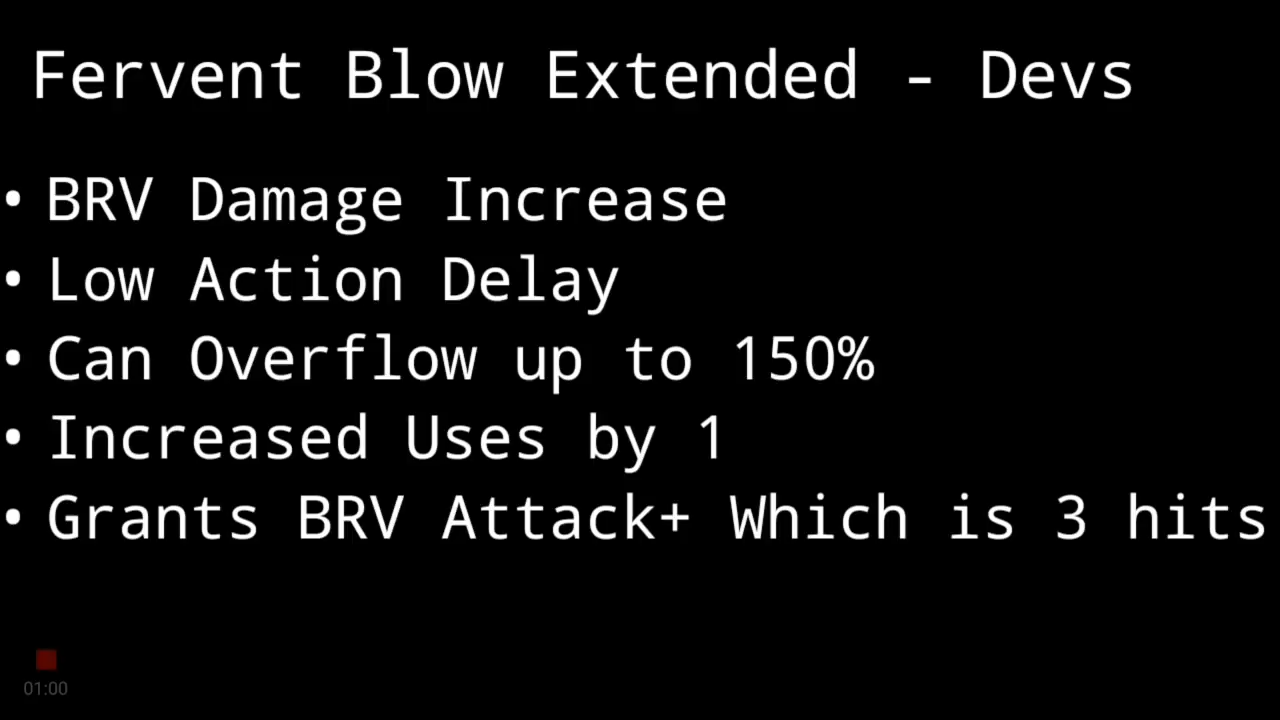 Fervent Blow Extended - Devs
• BRV Damage Increase
• Low Action Delay
• Can Overflow up to 150%
• Increased Uses by 1
• Grants BRV Attack+ Which is 3 hits
01:00